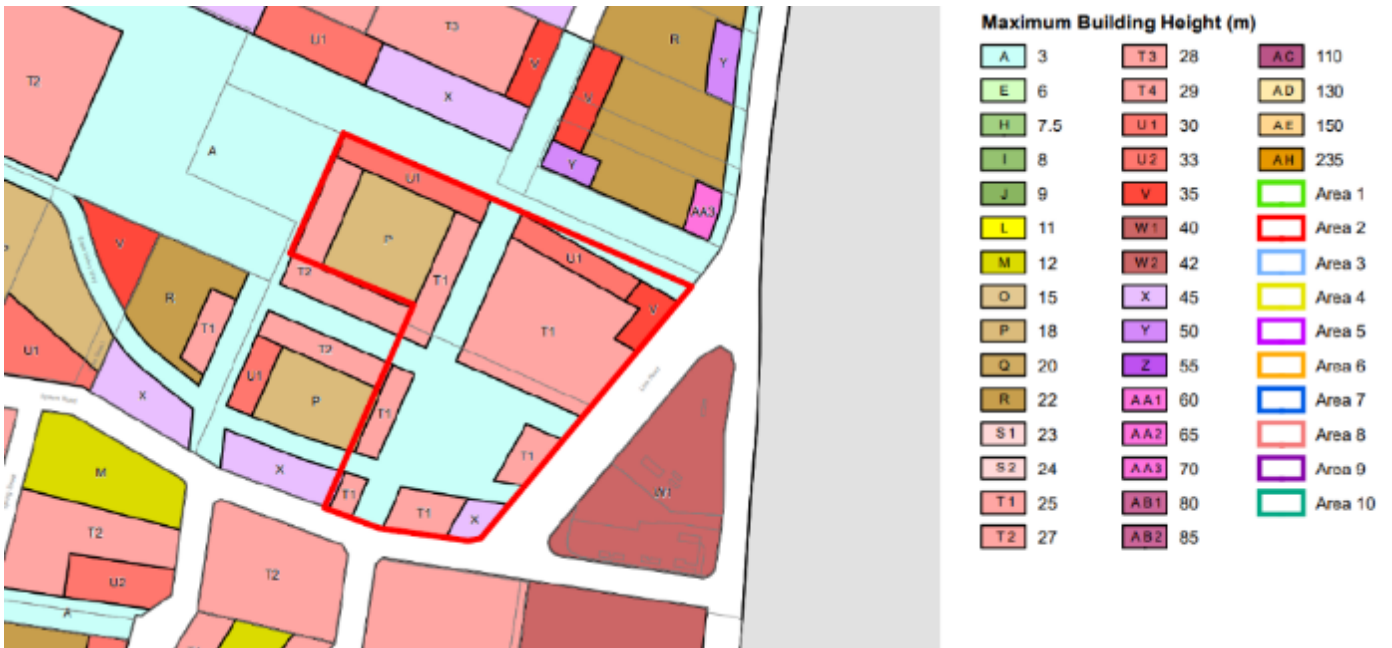 Maximum Building Height (m)
A 3
E 6
H 7.5
I 8
J 9
L 11
M 12
O 15
P 18
Q 20
R 22
S1 23
S2 24
T1 25
T2 27
T3 28
T4 29
U1 30
U2 33
V 35
W1 40
W2 42
X 45
Y 50
Z 55
AA1 60
AA2 65
AA3 70
AB1 80
AB2 85
AC 110
AD 130
AE 150
AH 235
Area 1
Area 2
Area 3
Area 4
Area 5
Area 6
Area 7
Area 8
Area 9
Area 10
U1
T3
R
Y
T2
V
X
V
A
Y
U1
AA3
P
V
T2
U1
R
T1
T1
V
T1
T2
U1
U1
P
T1
X
X
T1
M
T1
T1
X
W1
T2
T2
U2
A